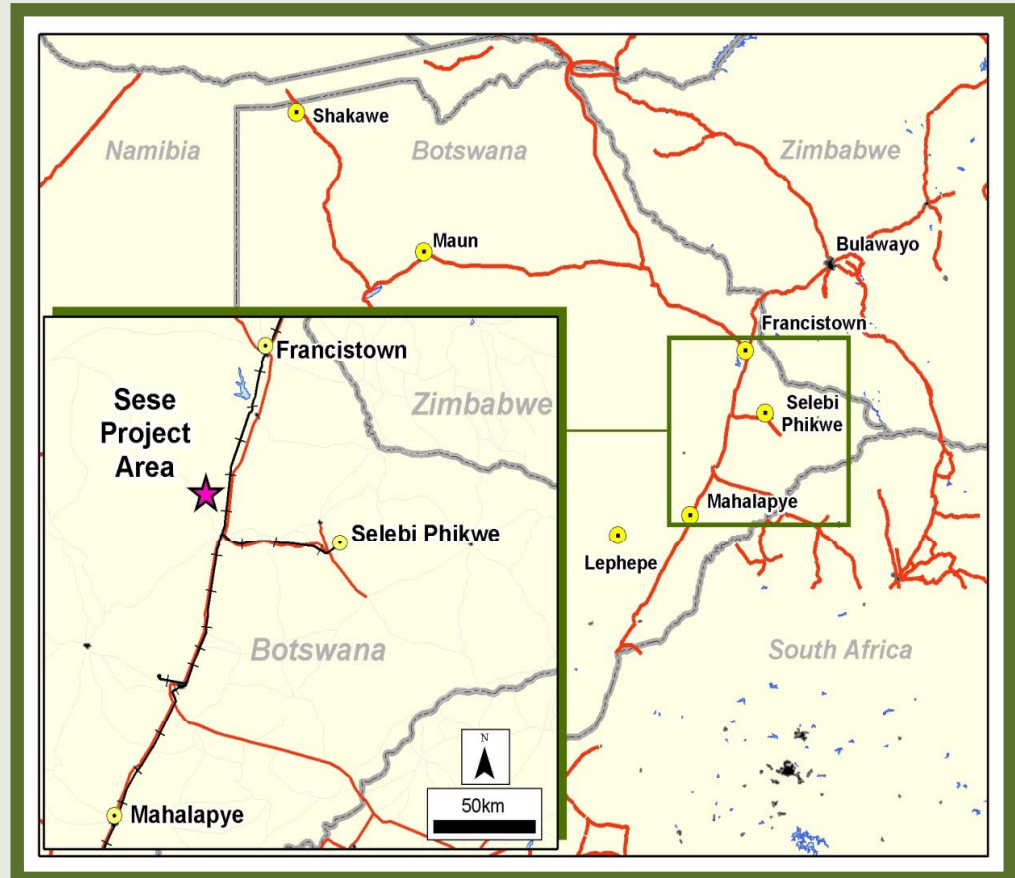 Shakawe
Namibia
Botswana
Zimbabwe
Maun
Bulawayo
Francistown
Selebi
Phikwe
Mahalapye
Lephepe
South Africa
Francistown
Sese
Project
Area
Zimbabwe
Selebi Phikwe
Botswana
N
50km
Mahalapye